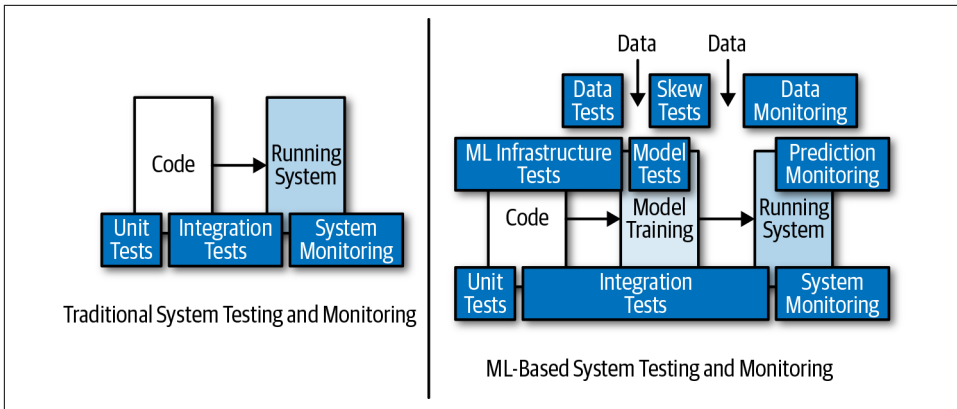 Code
Running
System
Unit
Tests
Integration
Tests
System
Monitoring
Traditional System Testing and Monitoring
Data
Data
Data
Tests
Skew
Tests
Data
Monitoring
ML Infrastructure
Tests
Model
Tests
Prediction
Monitoring
Code
Model
Training
Running
System
Unit
Tests
Integration
Tests
System
Monitoring
ML-Based System Testing and Monitoring